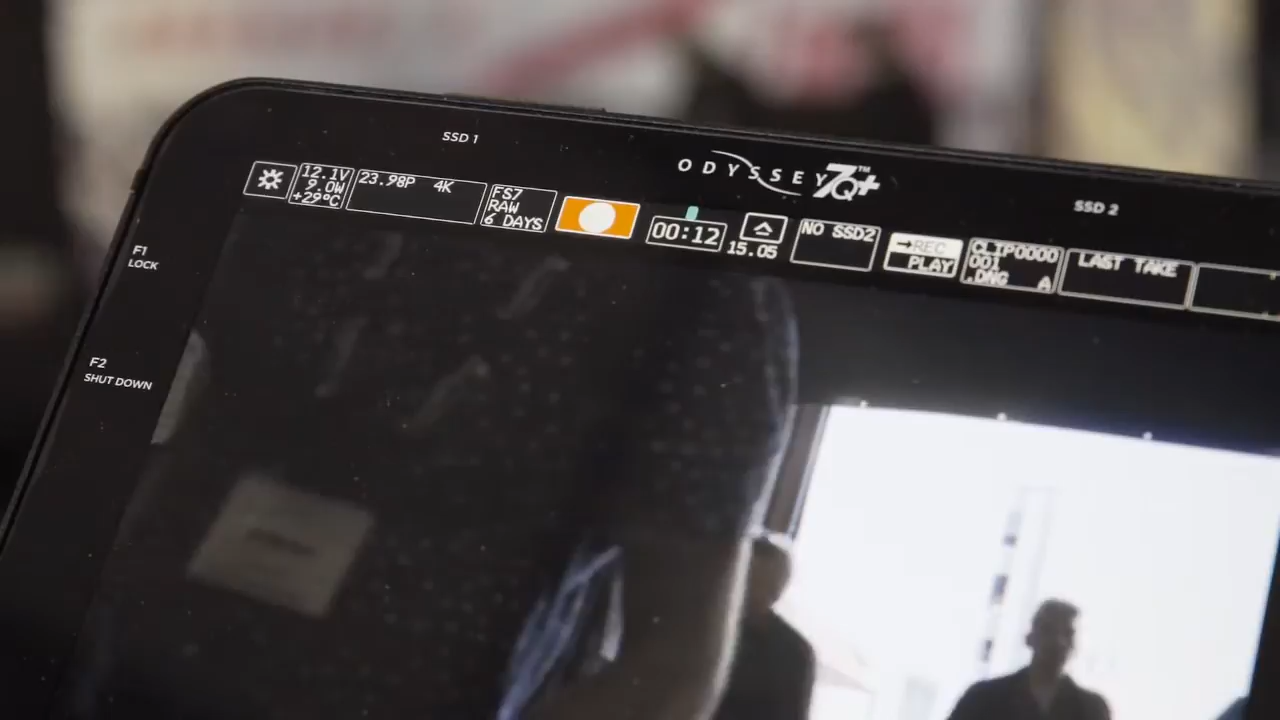 SSD 1
ODYSSEY 7Q+™
SSD 2
12.1V
9.0W
+29°C
23.98P 4K
FS7
RAW
6 DAYS
00:12
15.05
NO SSD2
→REC
PLAY
CLIP0000
001
.DNG A
LAST TAKE
F1
LOCK
F2
SHUT DOWN